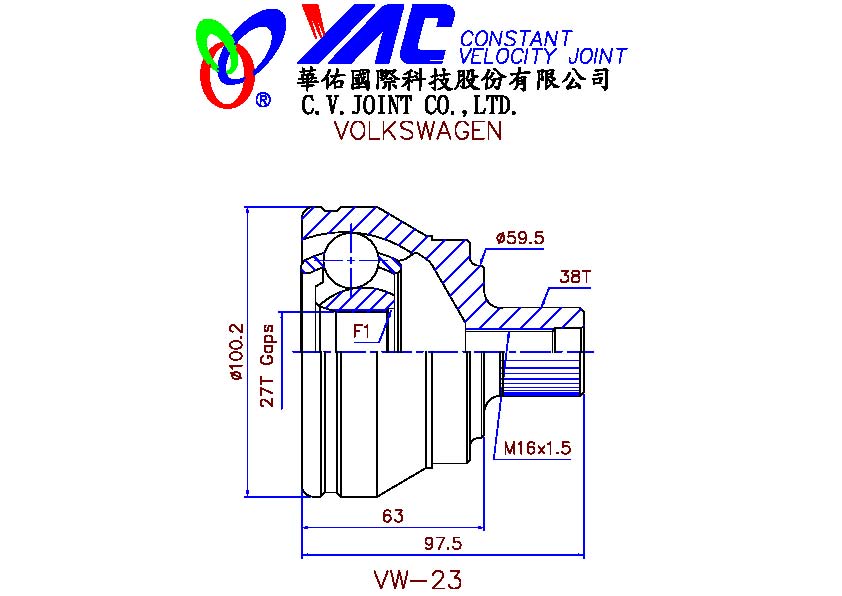 YAC CONSTANT
VELOCITY JOINT
華佑國際科技股份有限公司
® C.V.JOINT CO.,LTD.
VOLKSWAGEN
ø59.5
38T
F1
ø100.2
27T Gaps
M16x1.5
63
97.5
VW-23